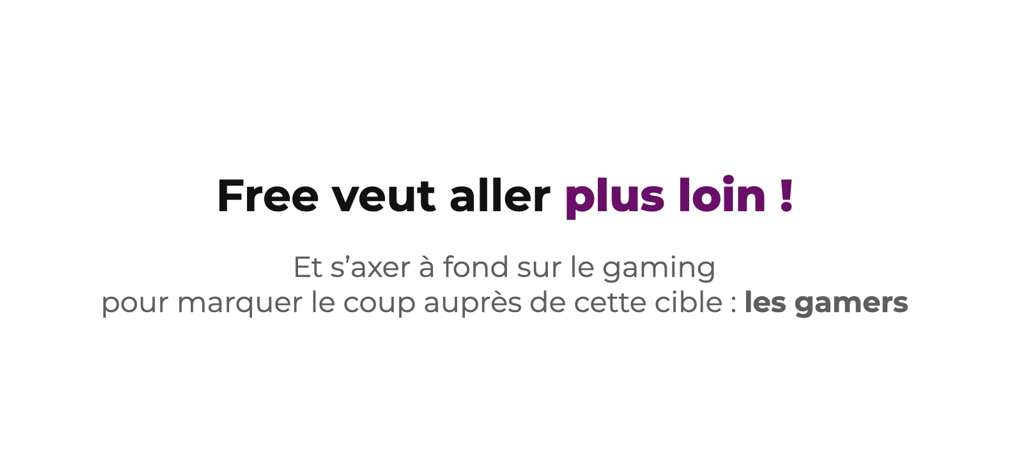 Free veut aller plus loin !
Et s’axer à fond sur le gaming
pour marquer le coup auprès de cette cible : les gamers